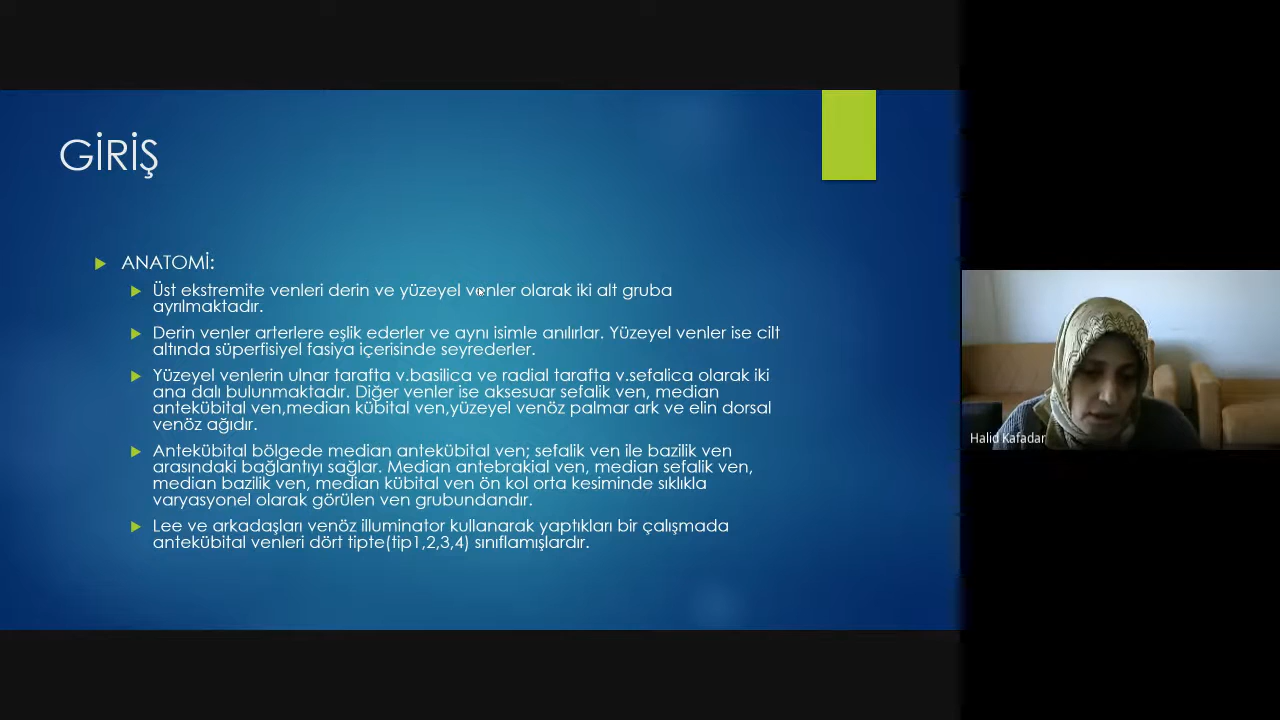 GİRİŞ
ANATOMİ:
Üst ekstremite venleri derin ve yüzeyel venler olarak iki alt gruba
ayrılmaktadır.
Derin venler arterlere eşlik ederler ve aynı isimle anılırlar. Yüzeyel venler ise cilt
altında süperfisiyel fasiya içerisinde seyrederler.
Yüzeyel venlerin ulnar tarafta v.basilica ve radial tarafta v.sefalica olarak iki
ana dalı bulunmaktadır. Diğer venler ise aksesuar sefalik ven, median
antekübital ven,median kübital ven,yüzeyel venöz palmar ark ve elin dorsal
venöz ağıdır.
Antekübital bölgede median antekübital ven; sefalik ven ile bazilik ven
arasındaki bağlantıyı sağlar. Median antebrakial ven, median sefalik ven,
median bazilik ven, median kübital ven ön kol orta kesiminde sıklıkla
varyasyonel olarak görülen ven grubundandır.
Lee ve arkadaşları venöz illuminator kullanarak yaptıkları bir çalışmada
antekübital venleri dört tipte(tip1,2,3,4) sınıflamışlardır.
Halid Kafadar